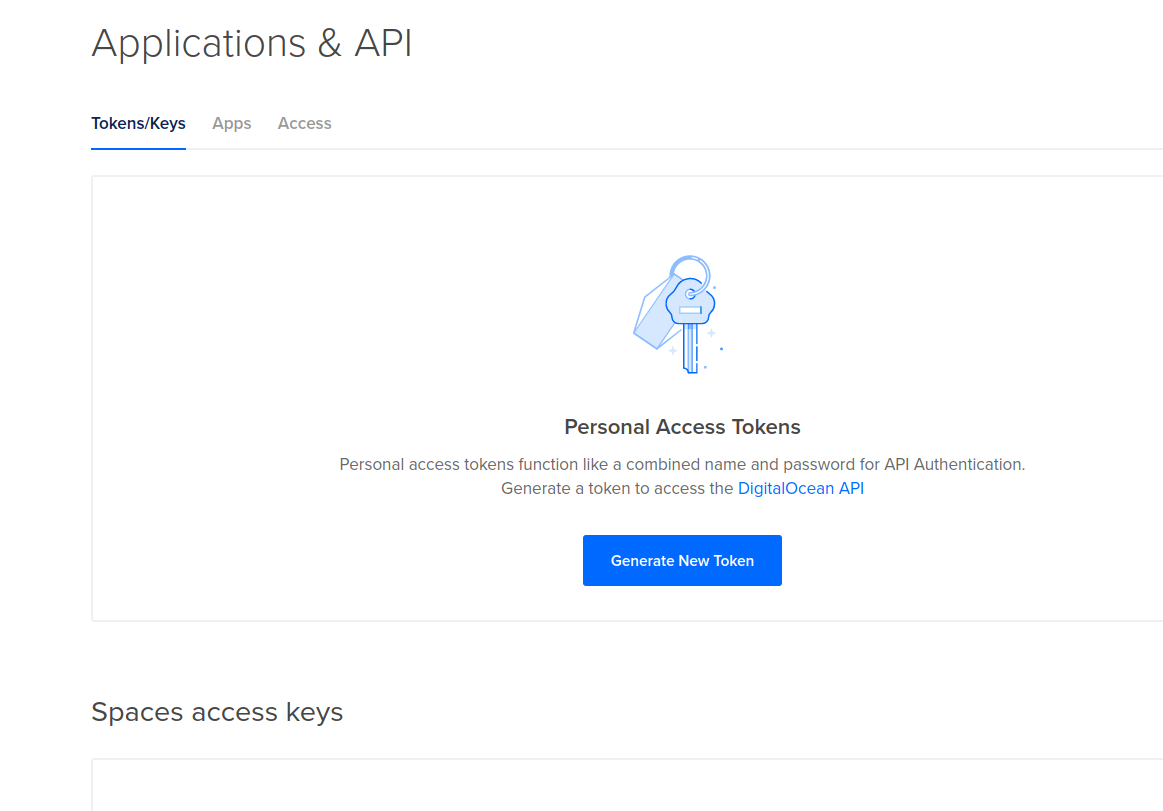 Applications & API
Tokens/Keys Apps Access
Personal Access Tokens
Personal access tokens function like a combined name and password for API Authentication.
Generate a token to access the DigitalOcean API
Generate New Token
Spaces access keys